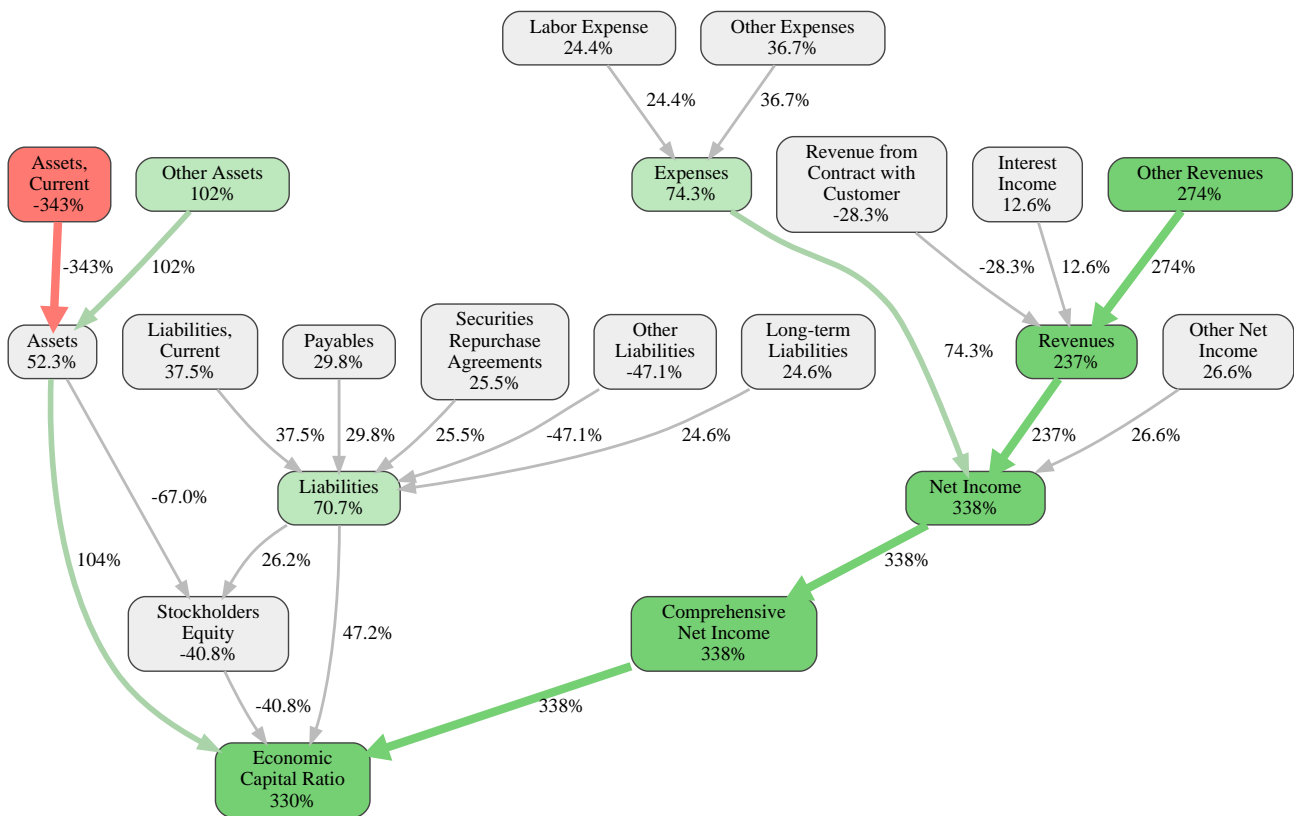 Labor Expense
24.4%
Other Expenses
36.7%
24.4%
36.7%
Assets,
Current
-343%
Other Assets
102%
Expenses
74.3%
Revenue from
Contract with
Customer
-28.3%
Interest
Income
12.6%
Other Revenues
274%
-343%
102%
-28.3%
12.6%
274%
Assets
52.3%
Liabilities,
Current
37.5%
Payables
29.8%
Securities
Repurchase
Agreements
25.5%
Other
Liabilities
-47.1%
Long-term
Liabilities
24.6%
74.3%
Revenues
237%
Other Net
Income
26.6%
37.5%
29.8%
25.5%
-47.1%
24.6%
237%
26.6%
-67.0%
Liabilities
70.7%
Net Income
338%
104%
26.2%
338%
Stockholders
Equity
-40.8%
47.2%
Comprehensive
Net Income
338%
-40.8%
338%
Economic
Capital Ratio
330%